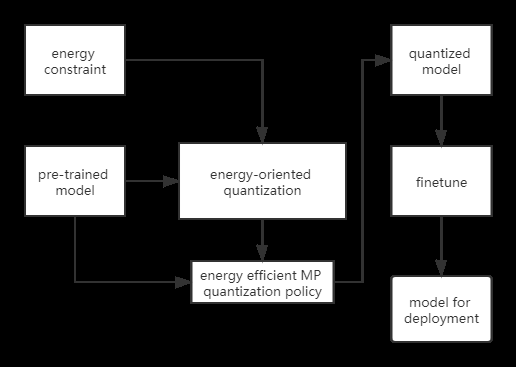 energy
constraint
pre-trained
model
energy-oriented
quantization
energy efficient MP
quantization policy
quantized
model
finetune
model for
deployment